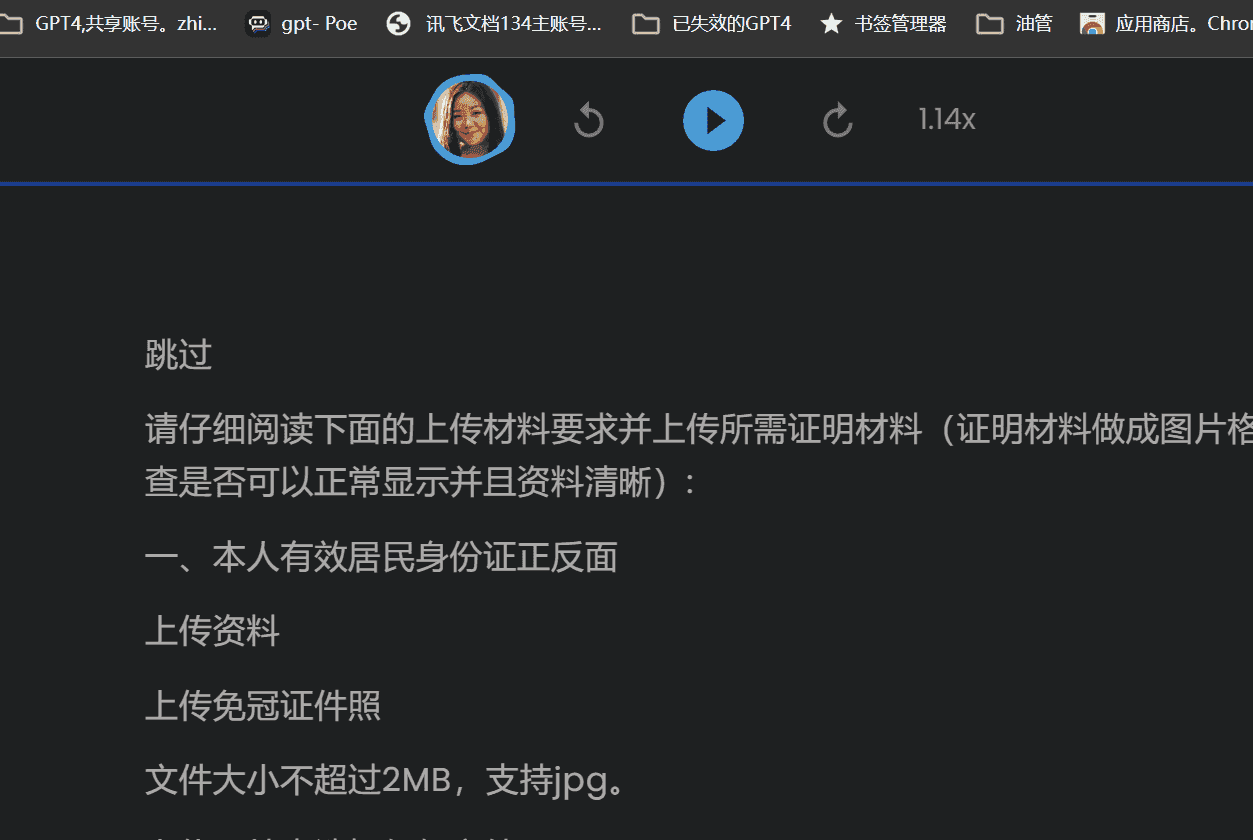 GPT4,共享账号。zhi...
gpt- Poe
讯飞文档134主账号...
已失效的GPT4
书签管理器
油管
应用商店。Chro
1.14x
跳过
请仔细阅读下面的上传材料要求并上传所需证明材料（证明材料做成图片格
查是否可以正常显示并且资料清晰）：
一、本人有效居民身份证正反面
上传资料
上传免冠证件照
文件大小不超过2MB，支持jpg。